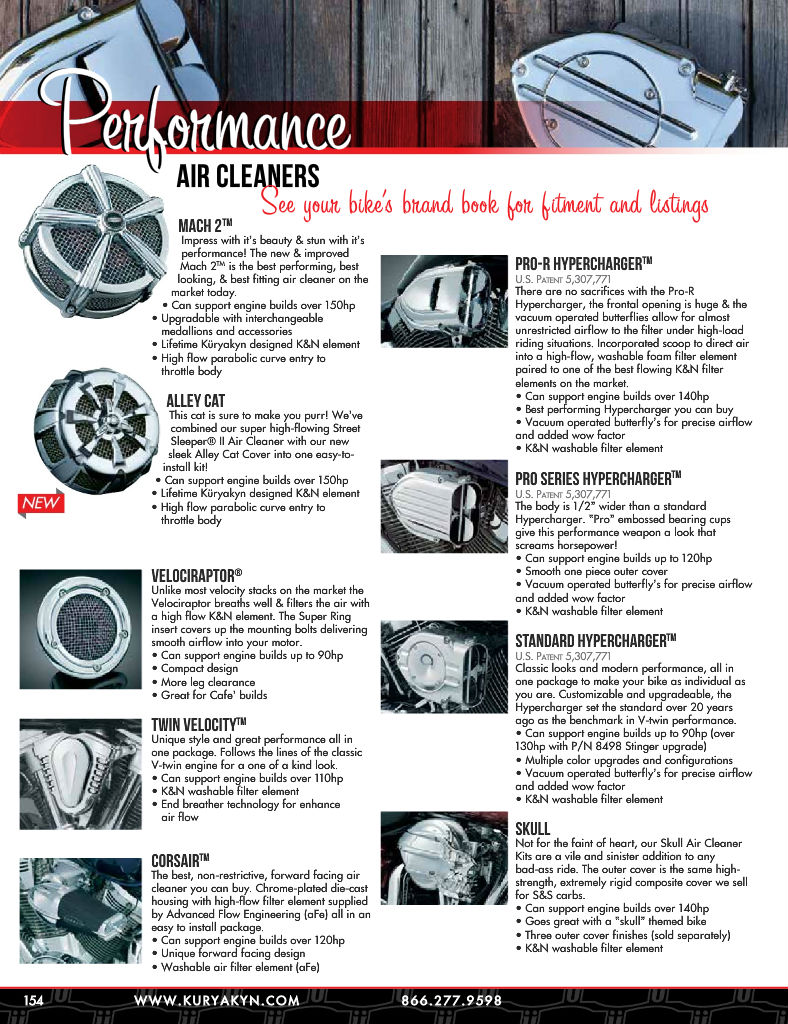 Performance
AIR CLEANERS
See your bike's brand book for fitment and listings
MACH 2™
Impress with it's beauty & stun with it's
performance! The new & improved
Mach 2™ is the best performing, best
looking, & best fitting air cleaner on the
market today.
• Can support engine builds over 150hp
• Upgradable with interchangeable
medallions and accessories
• Lifetime Küryakyn designed K&N element
• High flow parabolic curve entry to
throttle body
ALLEY CAT
This cat is sure to make you purr! We've
combined our super high-flowing Street
Sleeper® II Air Cleaner with our new
sleek Alley Cat Cover into one easy-to-
install kit!
• Can support engine builds over 150hp
• Lifetime Küryakyn designed K&N element
• High flow parabolic curve entry to
throttle body
NEW
VELOCIRAPTOR®
Unlike most velocity stacks on the market the
Velociraptor breaths well & filters the air with
a high flow K&N element. The Super Ring
insert covers up the mounting bolts delivering
smooth airflow into your motor.
• Can support engine builds up to 90hp
• Compact design
• More leg clearance
• Great for Cafe' builds
TWIN VELOCITY™
Unique style and great performance all in
one package. Follows the lines of the classic
V-twin engine for a one of a kind look.
• Can support engine builds over 110hp
• K&N washable filter element
• End breather technology for enhance
air flow
CORSAIR™
The best, non-restrictive, forward facing air
cleaner you can buy. Chrome-plated die-cast
housing with high-flow filter element supplied
by Advanced Flow Engineering (aFe) all in an
easy to install package.
• Can support engine builds over 120hp
• Unique forward facing design
• Washable air filter element (aFe)
PRO-R HYPERCHARGER™
U.S. PATENT 5,307,771
There are no sacrifices with the Pro-R
Hypercharger, the frontal opening is huge & the
vacuum operated butterflies allow for almost
unrestricted airflow to the filter under high-load
riding situations. Incorporated scoop to direct air
into a high-flow, washable foam filter element
paired to one of the best flowing K&N filter
elements on the market.
• Can support engine builds over 140hp
• Best performing Hypercharger you can buy
• Vacuum operated butterfly's for precise airflow
and added wow factor
• K&N washable filter element
PRO SERIES HYPERCHARGER™
U.S. PATENT 5,307,771
The body is 1/2" wider than a standard
Hypercharger. "Pro" embossed bearing cups
give this performance weapon a look that
screams horsepower!
• Can support engine builds up to 120hp
• Smooth one piece outer cover
• Vacuum operated butterfly's for precise airflow
and added wow factor
• K&N washable filter element
STANDARD HYPERCHARGER™
U.S. PATENT 5,307,771
Classic looks and modern performance, all in
one package to make your bike as individual as
you are. Customizable and upgradeable, the
Hypercharger set the standard over 20 years
ago as the benchmark in V-twin performance.
• Can support engine builds up to 90hp (over
130hp with P/N 8498 Stinger upgrade)
• Multiple color upgrades and configurations
• Vacuum operated butterfly's for precise airflow
and added wow factor
• K&N washable filter element
SKULL
Not for the faint of heart, our Skull Air Cleaner
Kits are a vile and sinister addition to any
bad-ass ride. The outer cover is the same high-
strength, extremely rigid composite cover we sell
for S&S carbs.
• Can support engine builds over 140hp
• Goes great with a "skull" themed bike
• Three outer cover finishes (sold separately)
• K&N washable filter element
154 WWW.KURYAKYN.COM 866.277.9598